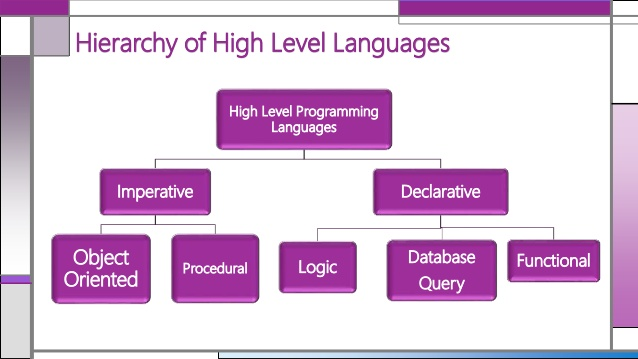 Hierarchy of High Level Languages
High Level Programming
Languages
Imperative
Declarative
Object
Oriented
Procedural
Logic
Database
Query
Functional